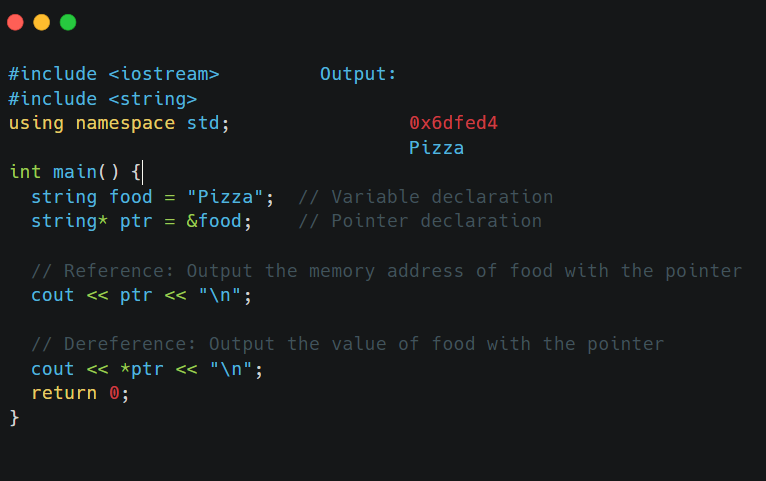 #include <iostream>
#include <string>
using namespace std;

int main() {
  string food = "Pizza";  // Variable declaration
  string* ptr = &food;    // Pointer declaration

  // Reference: Output the memory address of food with the pointer
  cout << ptr << "\n";

  // Dereference: Output the value of food with the pointer
  cout << *ptr << "\n";
  return 0;
}
Output:
0x6dfed4
Pizza